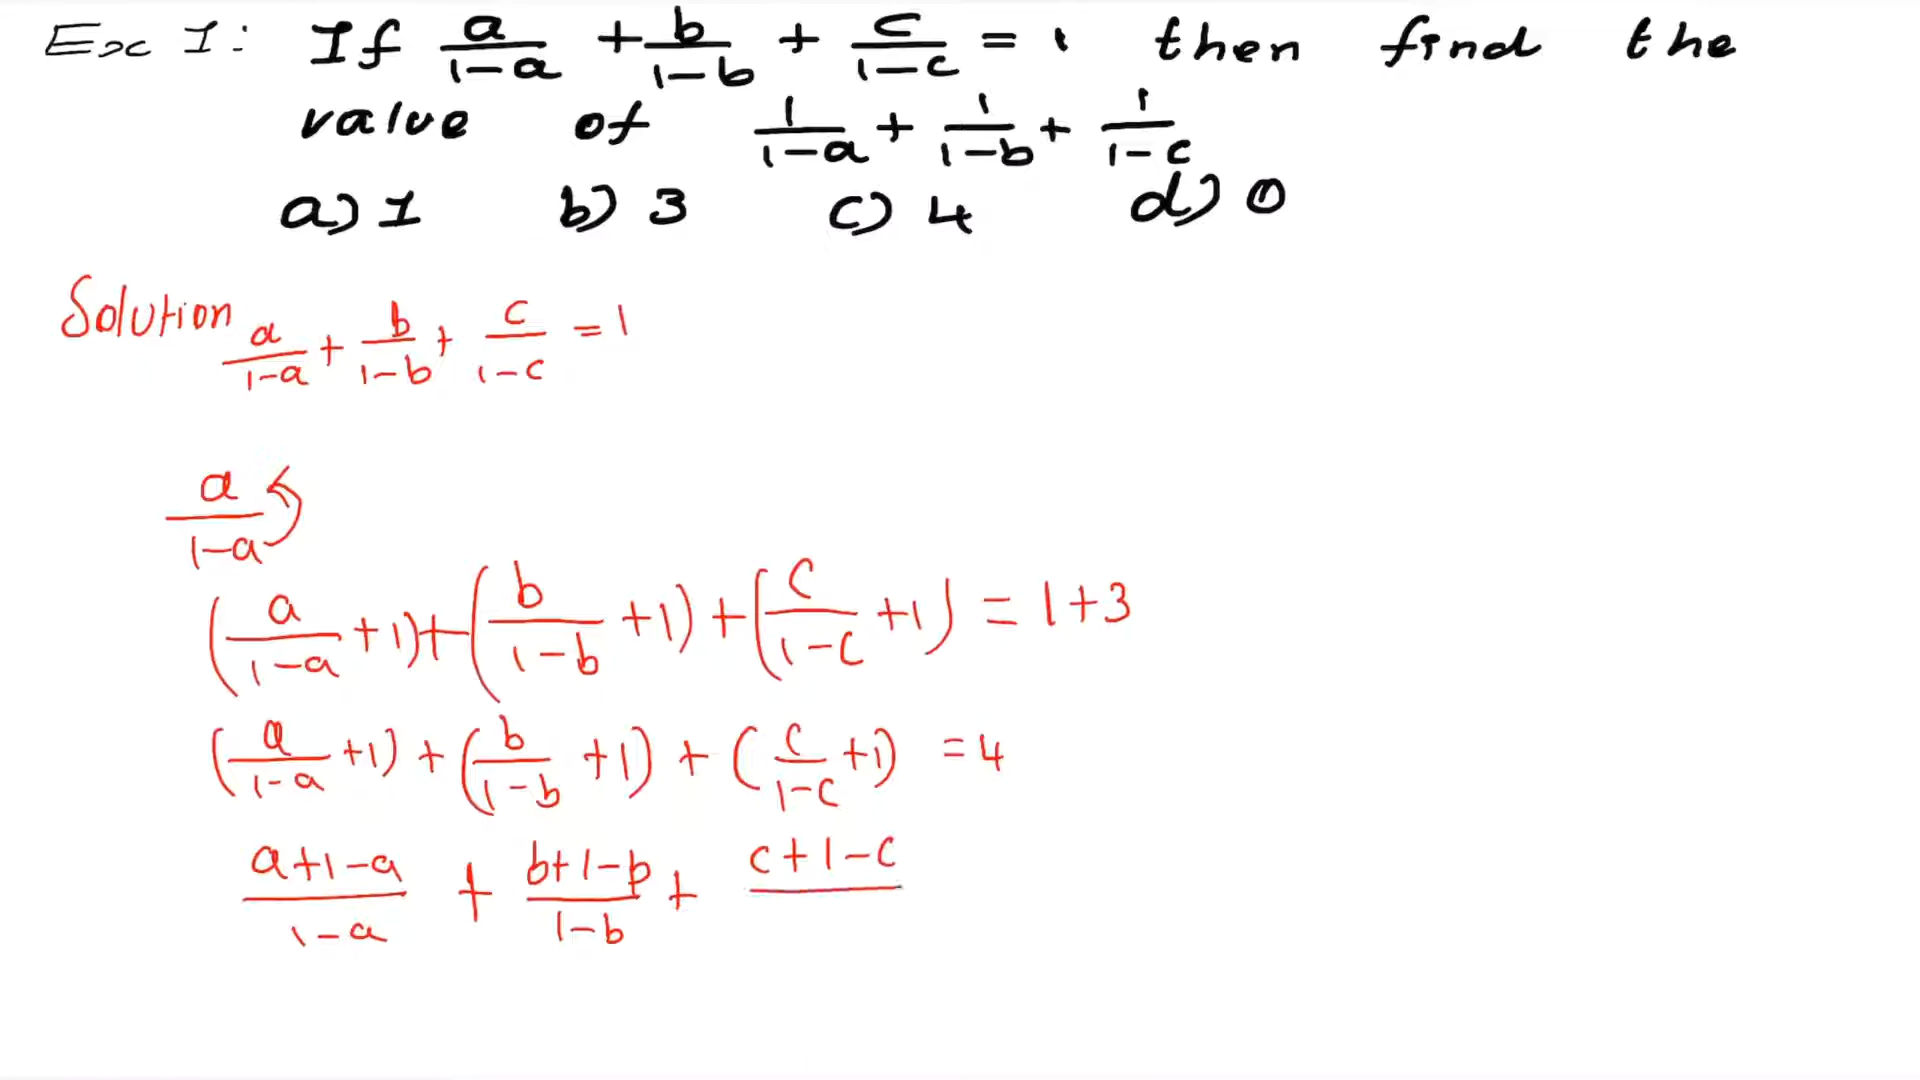 Exc 1: If a/(1-a) + b/(1-b) + c/(1-c) = 1 then find the
value of 1/(1-a) + 1/(1-b) + 1/(1-c)
a) 1 b) 3 c) 4 d) 0
Solution a/(1-a) + b/(1-b) + c/(1-c) = 1
a/(1-a)
(a/(1-a) + 1) + (b/(1-b) + 1) + (c/(1-c) + 1) = 1+3
(a/(1-a) + 1) + (b/(1-b) + 1) + (c/(1-c) + 1) = 4
(a+1-a)/(1-a) + (b+1-b)/(1-b) + (c+1-c)/